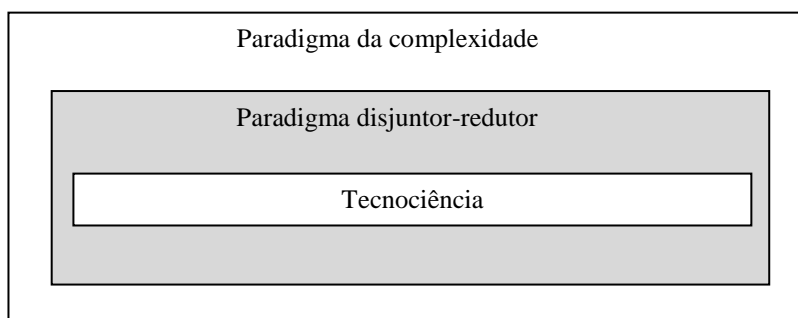 Paradigma da complexidade
Paradigma disjuntor-redutor
Tecnociência